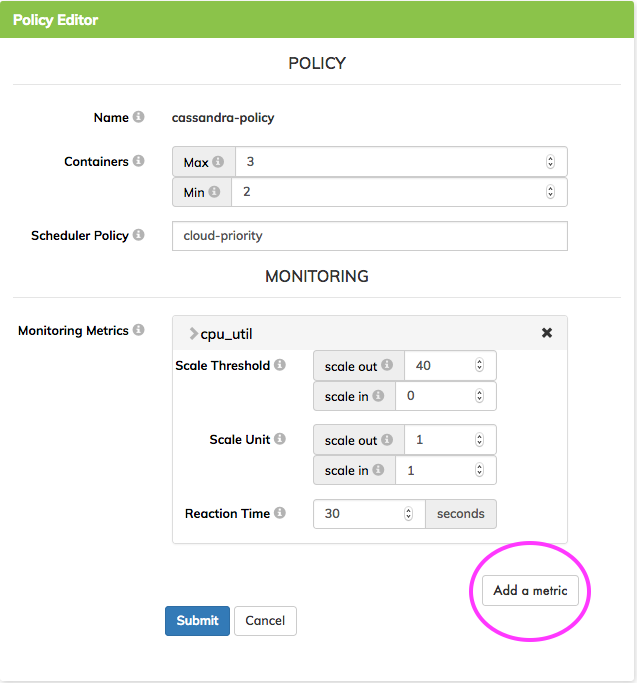 Policy Editor
POLICY
Name cassandra-policy
Containers Max 3
Min 2
Scheduler Policy cloud-priority
MONITORING
Monitoring Metrics cpu_util
Scale Threshold scale out 40
scale in 0
Scale Unit scale out 1
scale in 1
Reaction Time 30 seconds
Add a metric
Submit Cancel